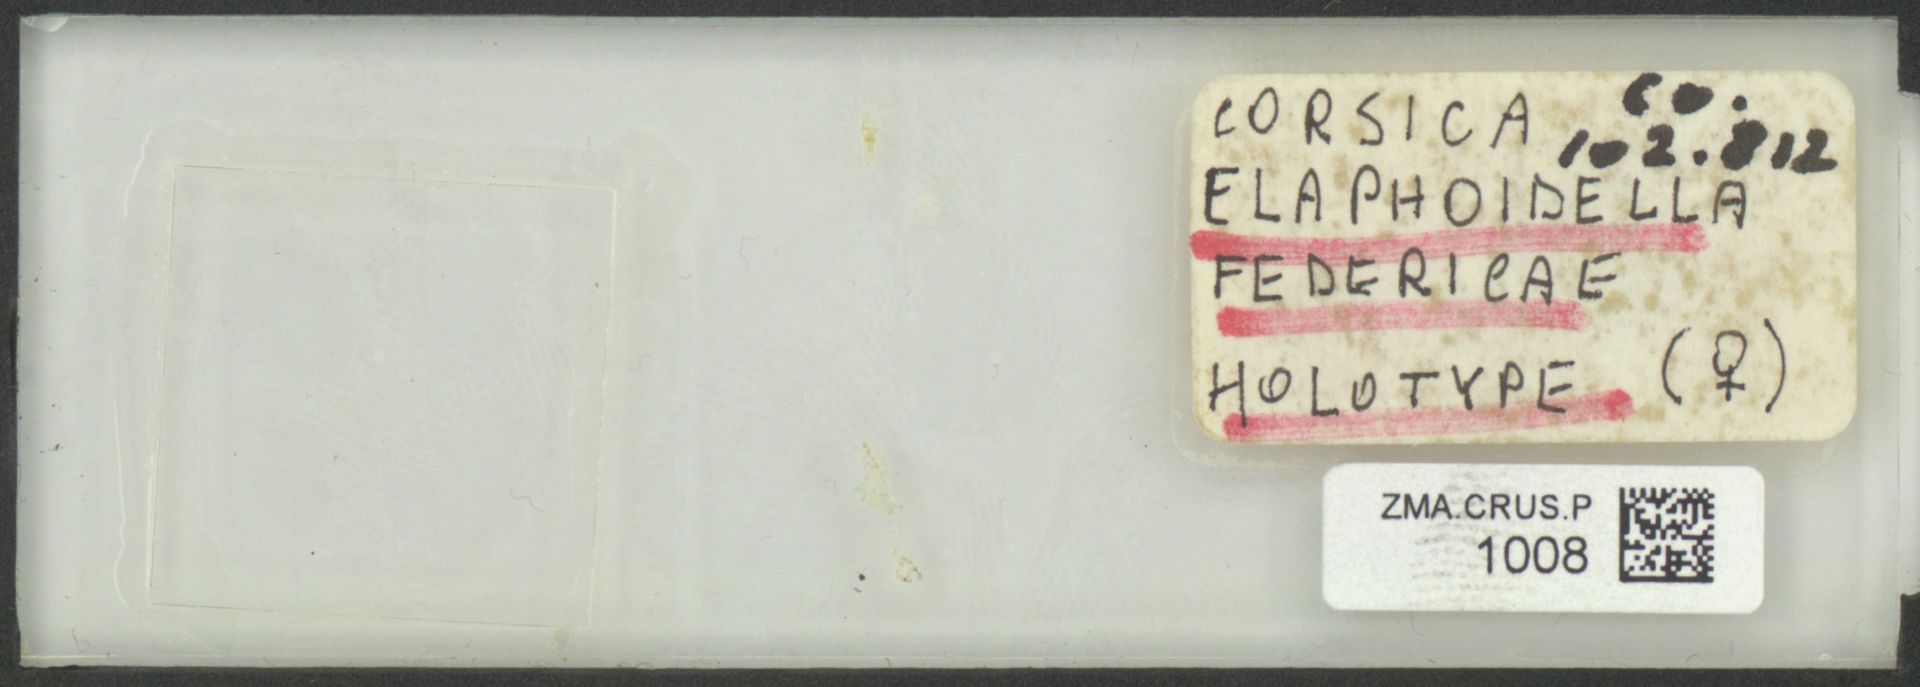 CORSICA CO.
102.812
ELAPHOIDELLA
FEDERICAE
HOLOTYPE (♀)
ZMA.CRUS.P
1008